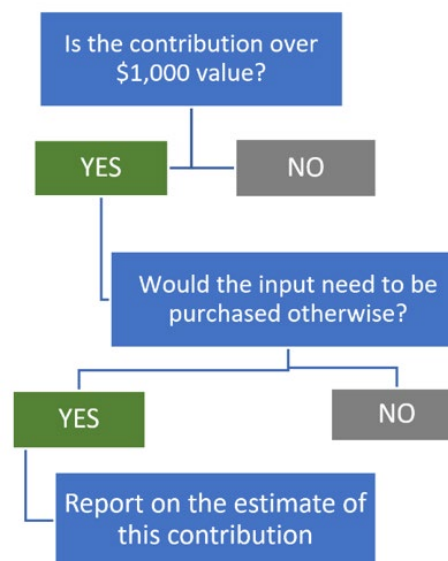 Is the contribution over
$1,000 value?
YES
NO
Would the input need to be
purchased otherwise?
YES
NO
Report on the estimate of
this contribution